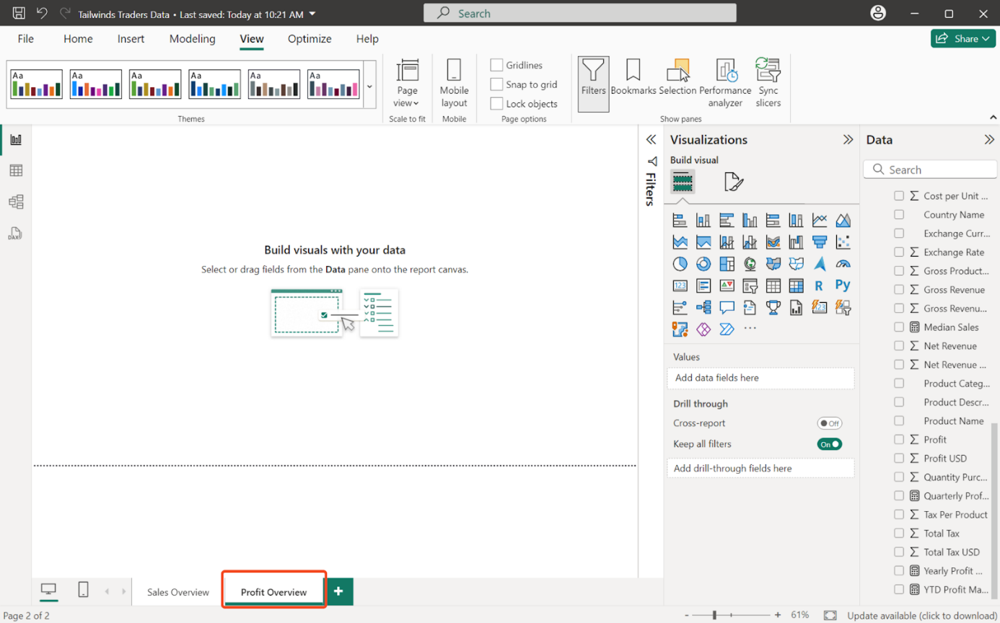 Tailwinds Traders Data • Last saved: Today at 10:21 AM
Search
File Home Insert Modeling View Optimize Help
Share
Aa Aa Aa Aa Aa Aa
Themes
Page view
Scale to fit
Mobile layout
Mobile
Gridlines
Snap to grid
Lock objects
Page options
Filters
Bookmarks
Selection
Performance analyzer
Sync slicers
Show panes
DAX
Build visuals with your data
Select or drag fields from the Data pane onto the report canvas.
Filters
Visualizations
Build visual
123
R
Py
123
Values
Add data fields here
Drill through
Cross-report
Off
Keep all filters
On
Add drill-through fields here
Data
Search
Cost per Unit ...
Country Name
Exchange Curr...
Exchange Rate
Gross Product...
Gross Revenue
Gross Revenu...
Median Sales
Net Revenue
Net Revenue ...
Product Categ...
Product Descr...
Product Name
Profit
Profit USD
Quantity Purc...
Quarterly Prof...
Tax Per Product
Total Tax
Total Tax USD
Yearly Profit ...
YTD Profit Ma...
Sales Overview
Profit Overview
Page 2 of 2
61%
Update available (click to download)